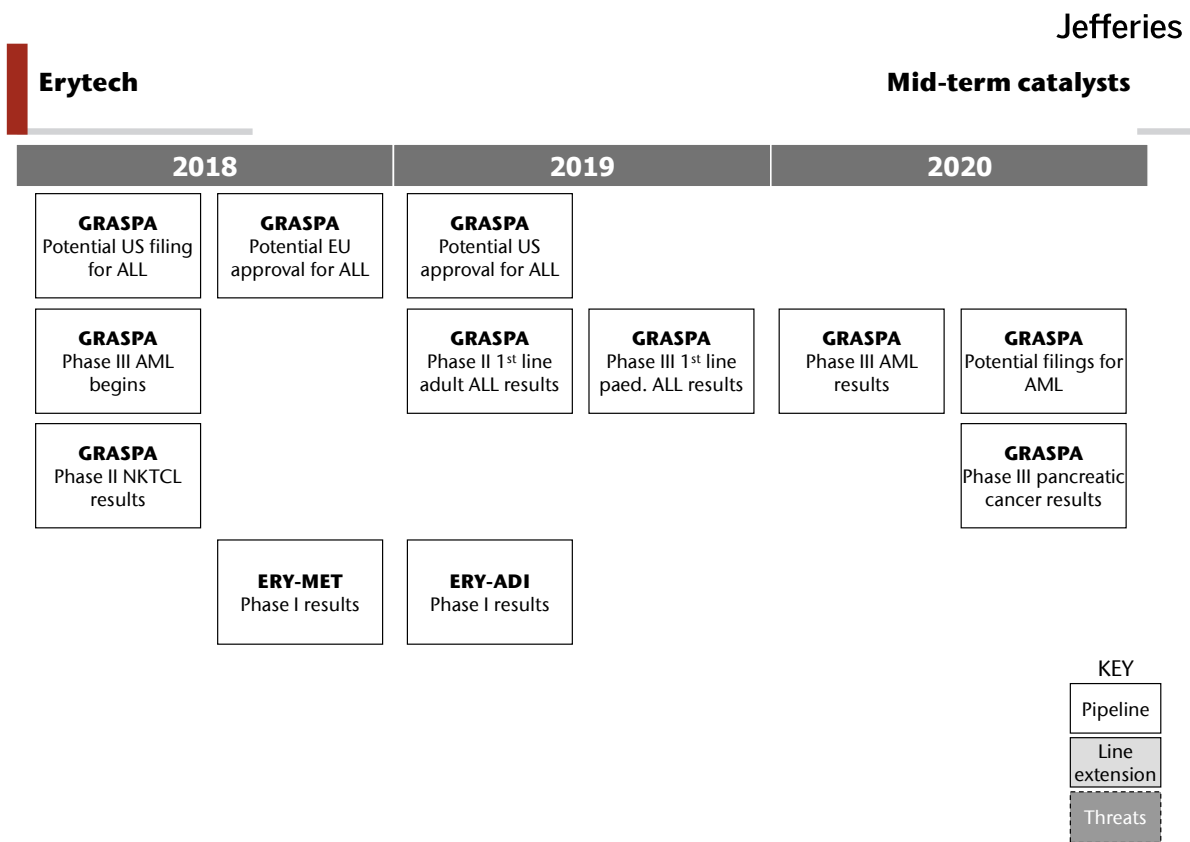 Jefferies
Erytech
Mid-term catalysts
2018
2019
2020
GRASPA
Potential US filing
for ALL
GRASPA
Potential EU
approval for ALL
GRASPA
Potential US
approval for ALL
GRASPA
Phase III AML
begins
GRASPA
Phase II 1st line
adult ALL results
GRASPA
Phase III 1st line
paed. ALL results
GRASPA
Phase III AML
results
GRASPA
Potential filings for
AML
GRASPA
Phase II NKTCL
results
GRASPA
Phase III pancreatic
cancer results
ERY-MET
Phase I results
ERY-ADI
Phase I results
KEY
Pipeline
Line
extension
Threats